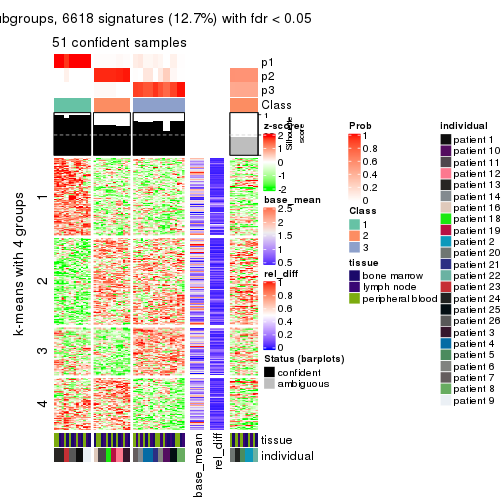 ubgroups, 6618 signatures (12.7%) with fdr < 0.05
51 confident samples
p1
p2
p3
Class
1
Silhouette
score
k-means with 4 groups
1
2
3
4
tissue
individual
base_mean
rel_diff
z-score
2
1
0
-1
-2
base_mean
2.5
2
1.5
1
0.5
rel_diff
1
0.8
0.6
0.4
0.2
0
Status (barplots)
confident
ambiguous
Prob
1
0.8
0.6
0.4
0.2
0
Class
1
2
3
tissue
bone marrow
lymph node
peripheral blood
individual
patient 1
patient 10
patient 11
patient 12
patient 13
patient 14
patient 16
patient 18
patient 19
patient 2
patient 20
patient 21
patient 22
patient 23
patient 24
patient 25
patient 26
patient 3
patient 4
patient 5
patient 6
patient 7
patient 8
patient 9